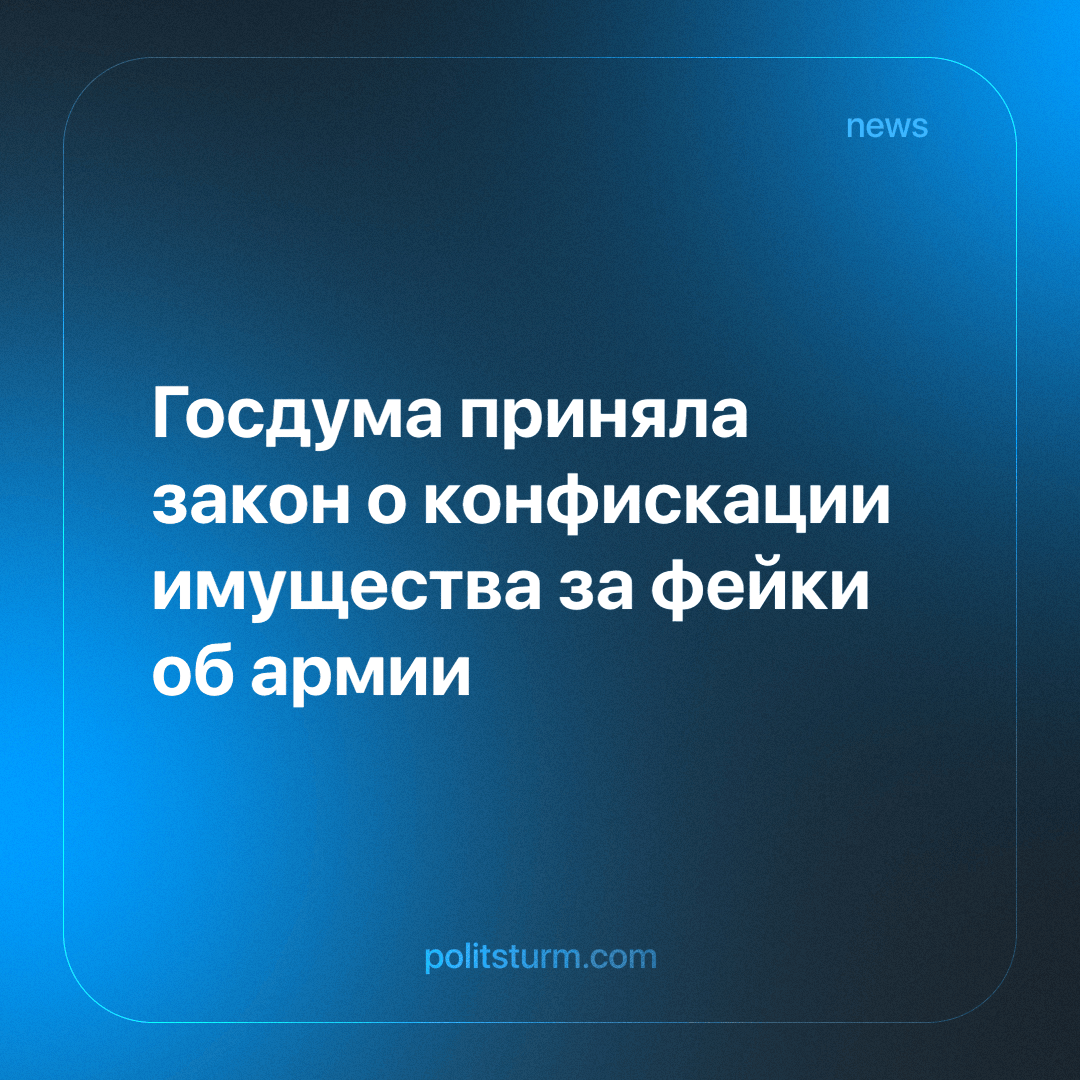 news
Госдума приняла
закон о конфискации
имущества за фейки
об армии
politsturm.com